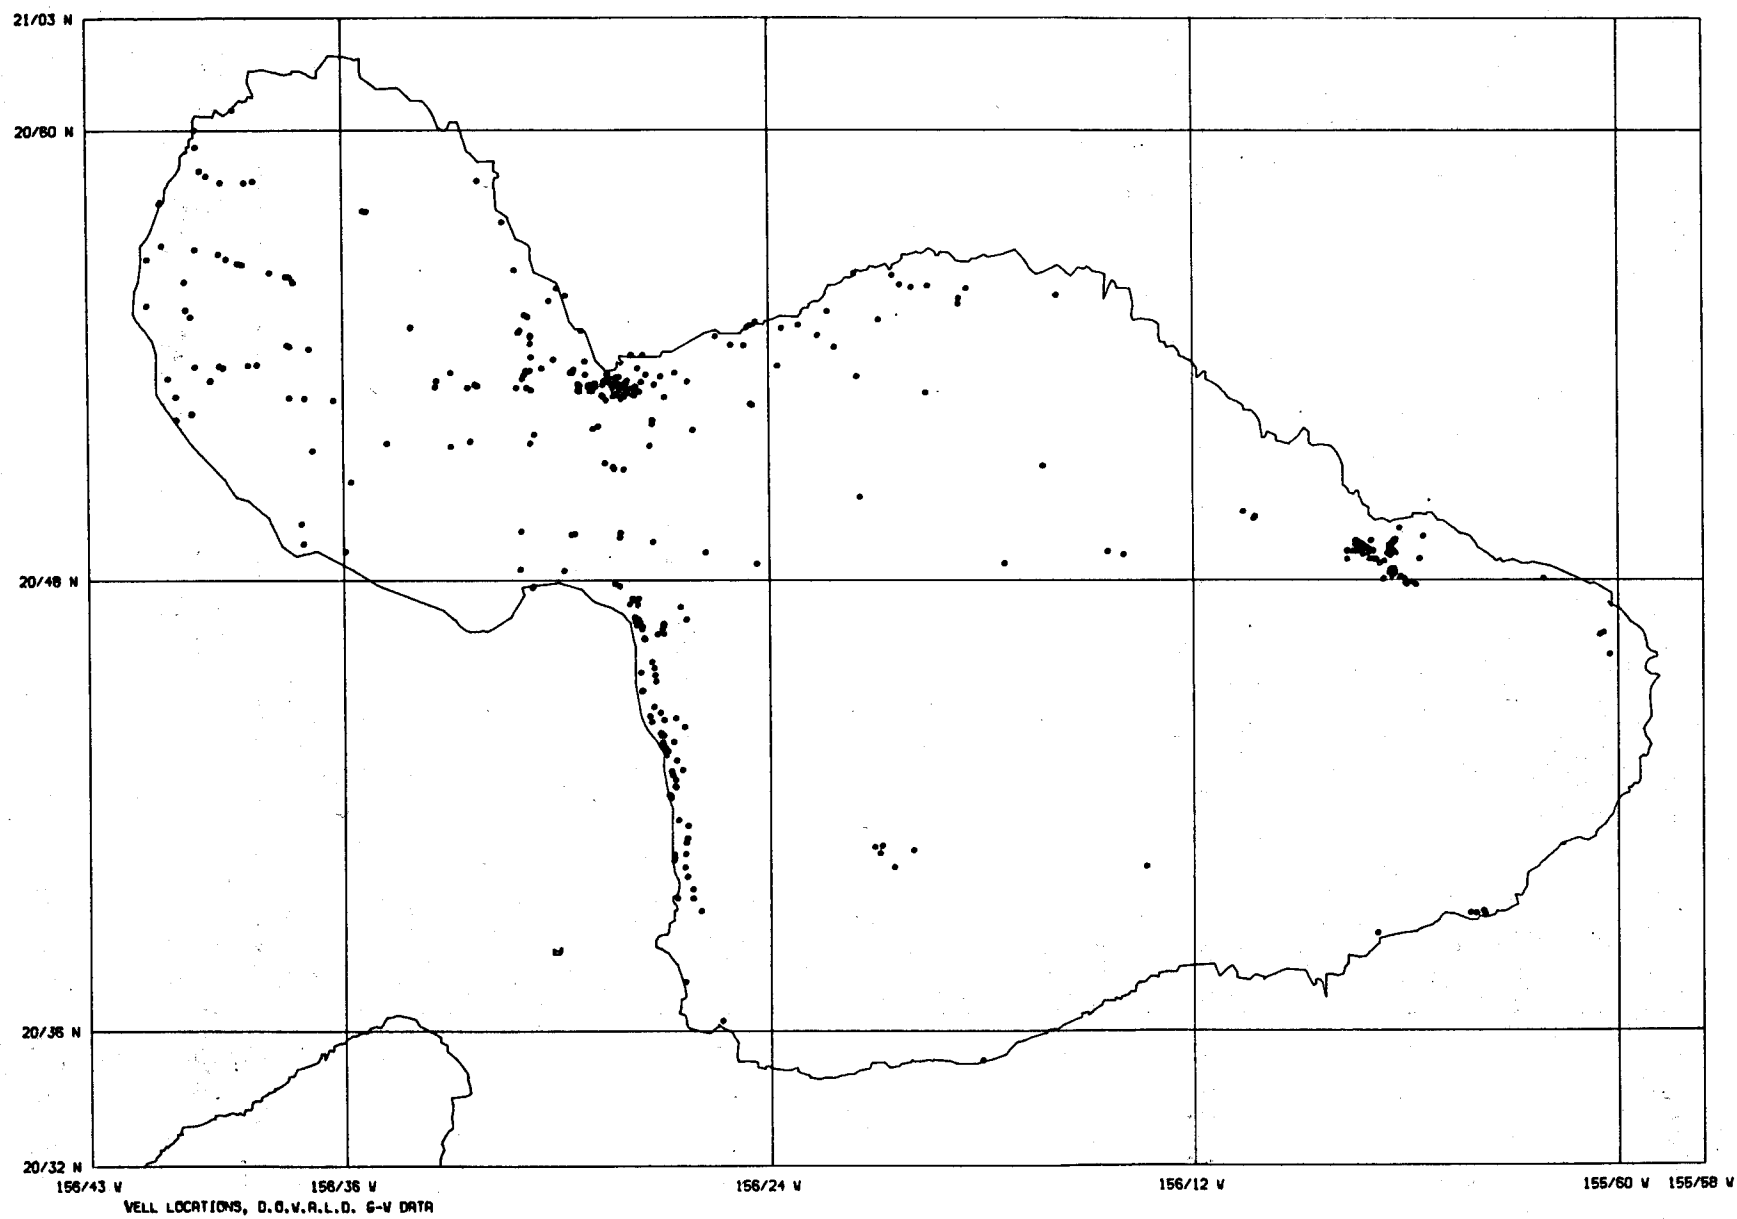 21/03 N
20/60 N
20/48 N
20/36 N
20/32 N
156/43 W 156/36 W 156/24 W 156/12 W 155/60 W 155/58 W
WELL LOCATIONS, D.O.W.A.L.D. G-W DATA